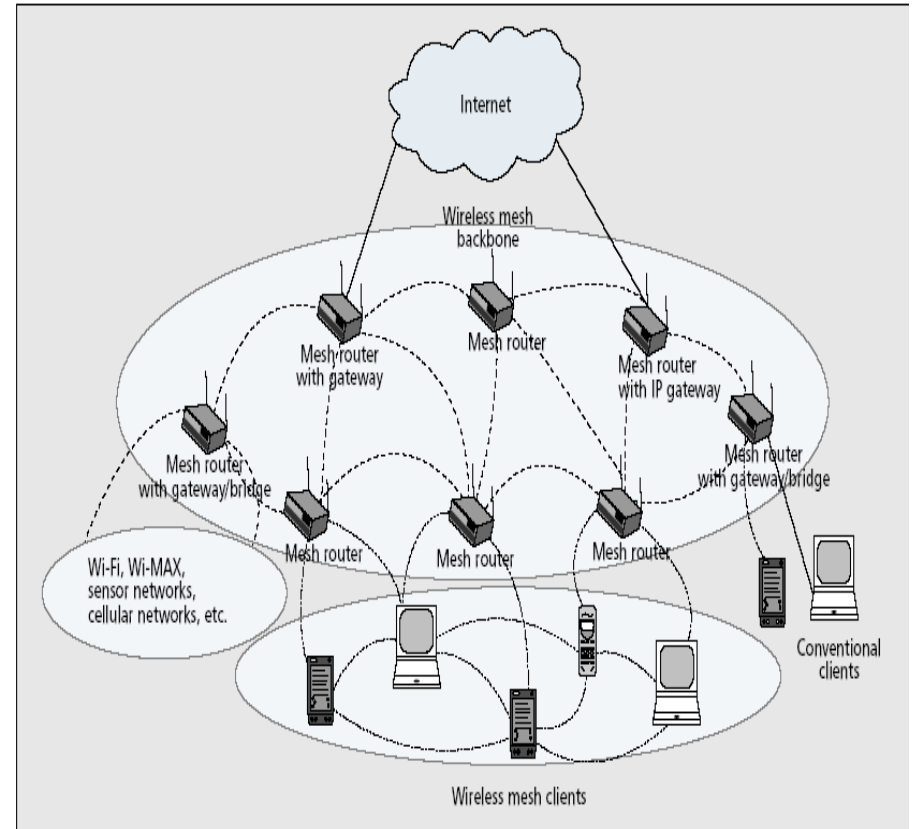 Internet
Wireless mesh
backbone
Mesh router
with gateway
Mesh router
Mesh router
with IP gateway
Mesh router
with gateway/bridge
Mesh router
with gateway/bridge
Mesh router
Mesh router
Mesh router
Wi-Fi, Wi-MAX,
sensor networks,
cellular networks, etc.
Conventional
clients
Wireless mesh clients